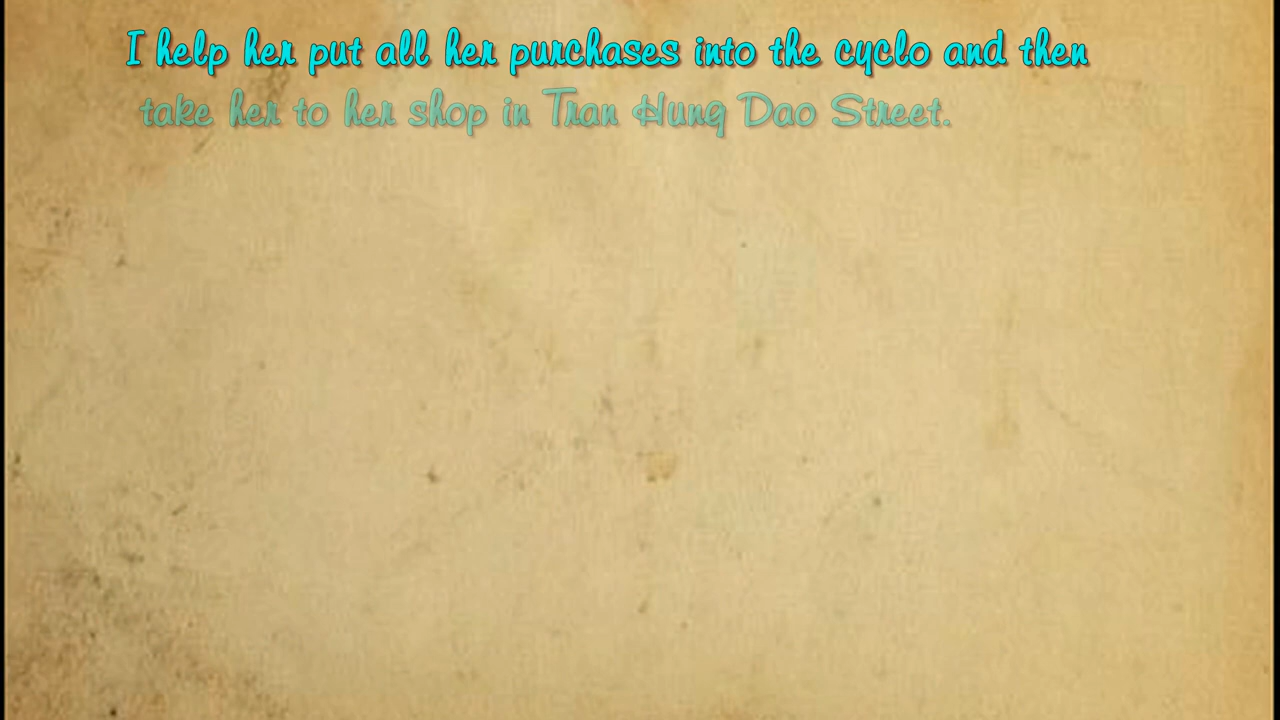 I help her put all her purchases into the cyclo and then
take her to her shop in Tran Hung Dao Street.